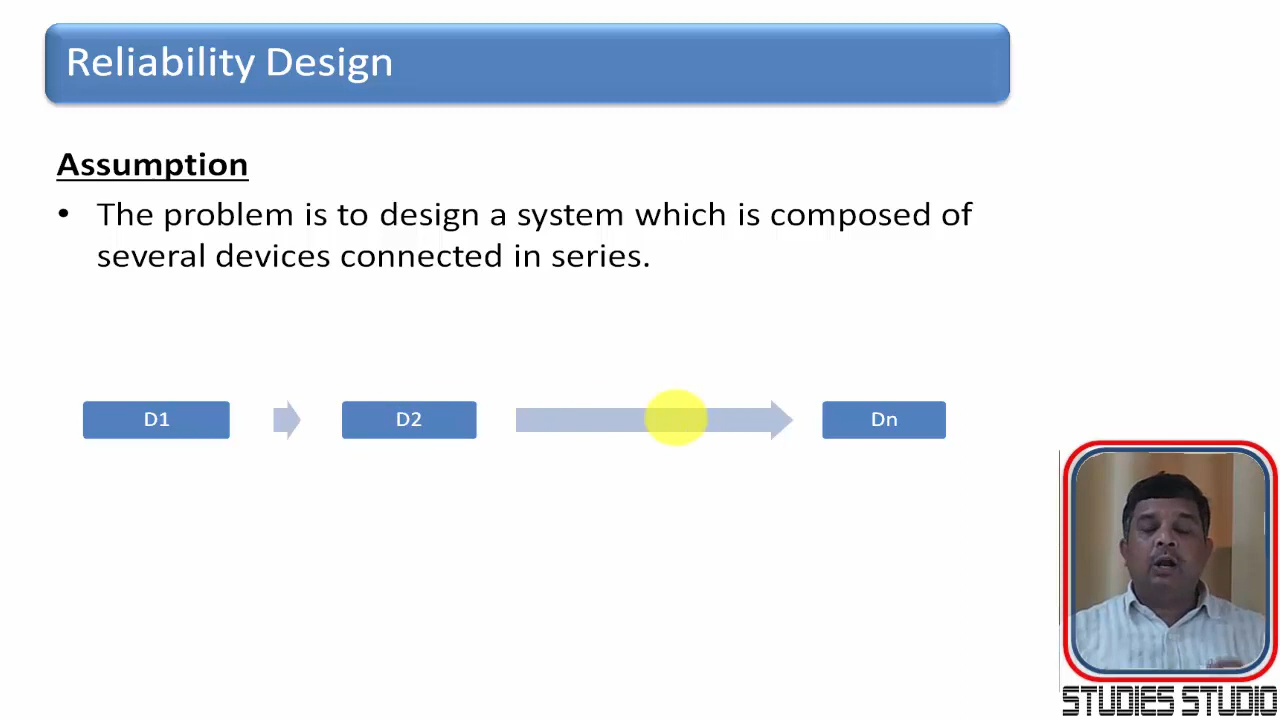 Reliability Design
Assumption
• The problem is to design a system which is composed of
several devices connected in series.
D1
D2
Dn
STUDIES STUDIO